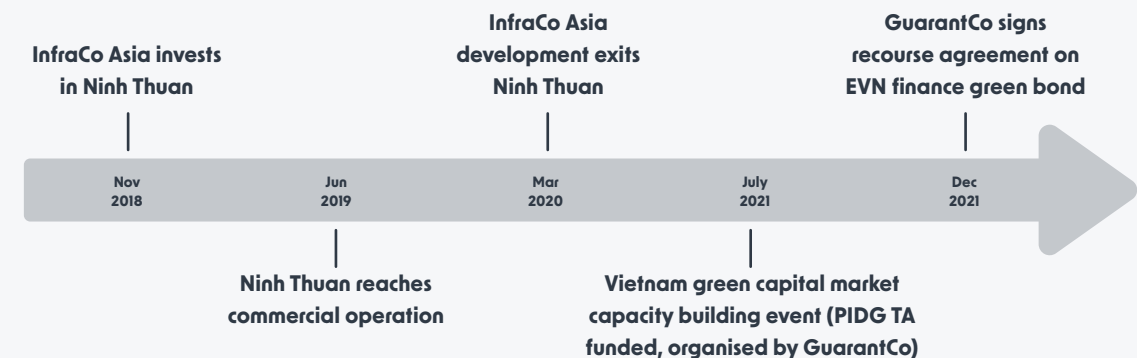 InfraCo Asia invests
in Ninh Thuan
InfraCo Asia
development exits
Ninh Thuan
GuarantCo signs
recourse agreement on
EVN finance green bond
Nov
2018
Jun
2019
Mar
2020
July
2021
Dec
2021
Ninh Thuan reaches
commercial operation
Vietnam green capital market
capacity building event (PIDG TA
funded, organised by GuarantCo)